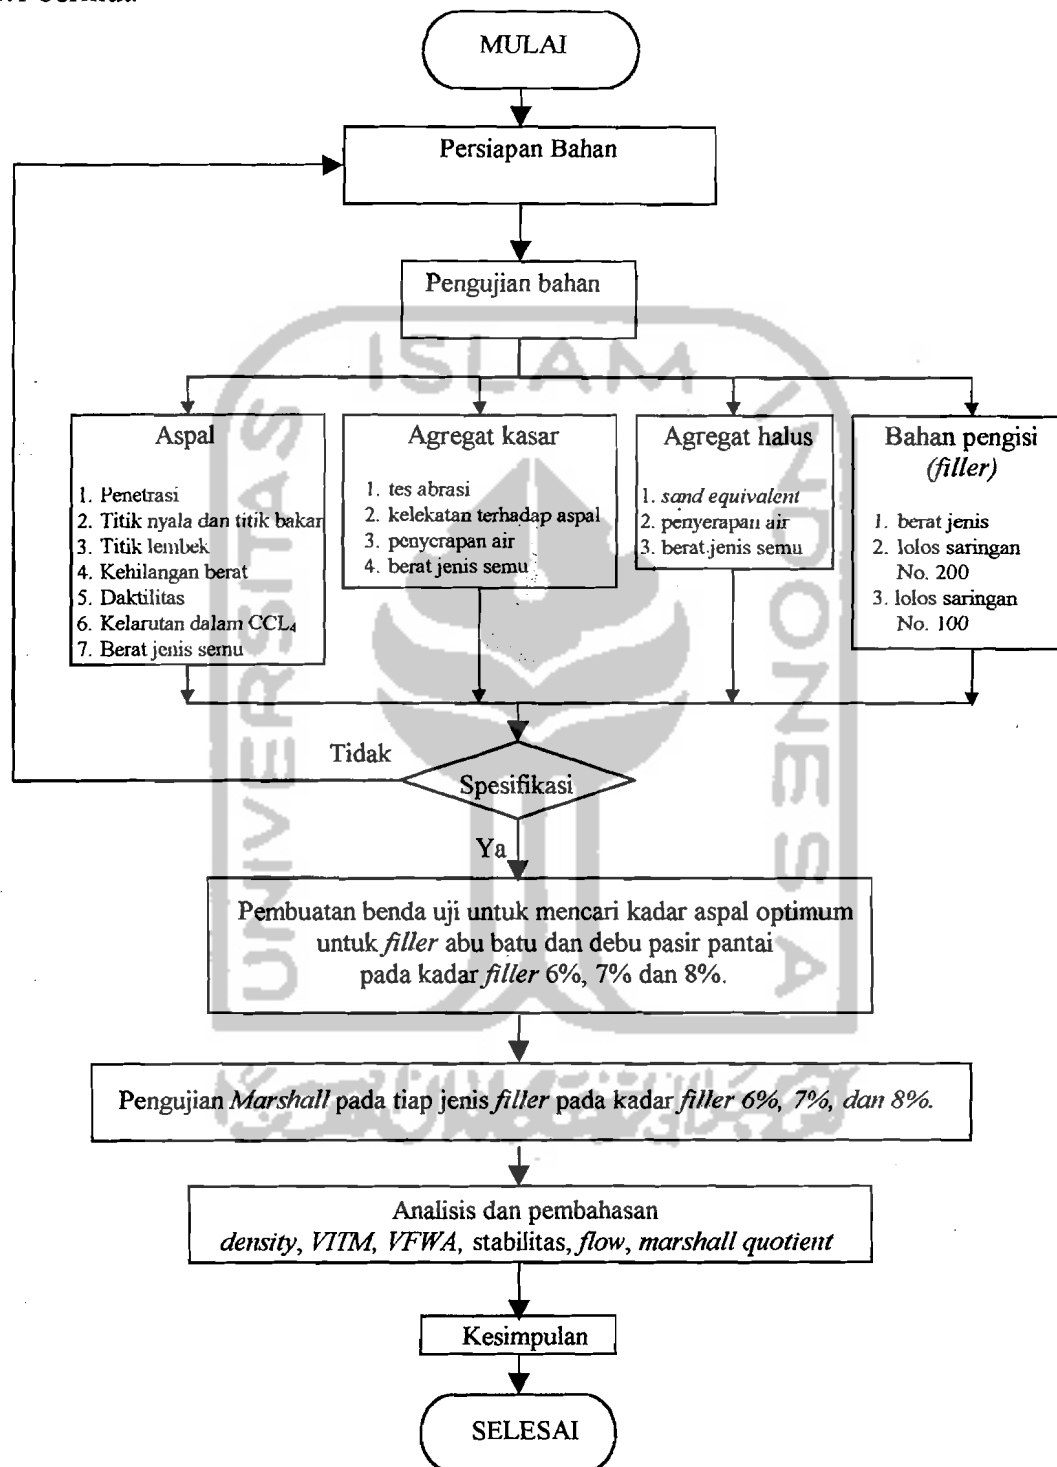 MULAI
Persiapan Bahan
Pengujian bahan
Aspal
1. Penetrasi
2. Titik nyala dan titik bakar
3. Titik lembek
4. Kehilangan berat
5. Daktilitas
6. Kelarutan dalam CCL₄
7. Berat jenis semu
Agregat kasar
1. tes abrasi
2. kelekatan terhadap aspal
3. penyerapan air
4. berat jenis semu
Agregat halus
1. sand equivalent
2. penyerapan air
3. berat jenis semu
Bahan pengisi
(filler)
1. berat jenis
2. lolos saringan
No. 200
3. lolos saringan
No. 100
Tidak
Spesifikasi
Ya
Pembuatan benda uji untuk mencari kadar aspal optimum
untuk filler abu batu dan debu pasir pantai
pada kadar filler 6%, 7% dan 8%.
Pengujian Marshall pada tiap jenis filler pada kadar filler 6%, 7%, dan 8%.
Analisis dan pembahasan
density, VITM, VFWA, stabilitas, flow, marshall quotient
Kesimpulan
SELESAI
UNIVERSITAS
ISLAM
INDONESIA